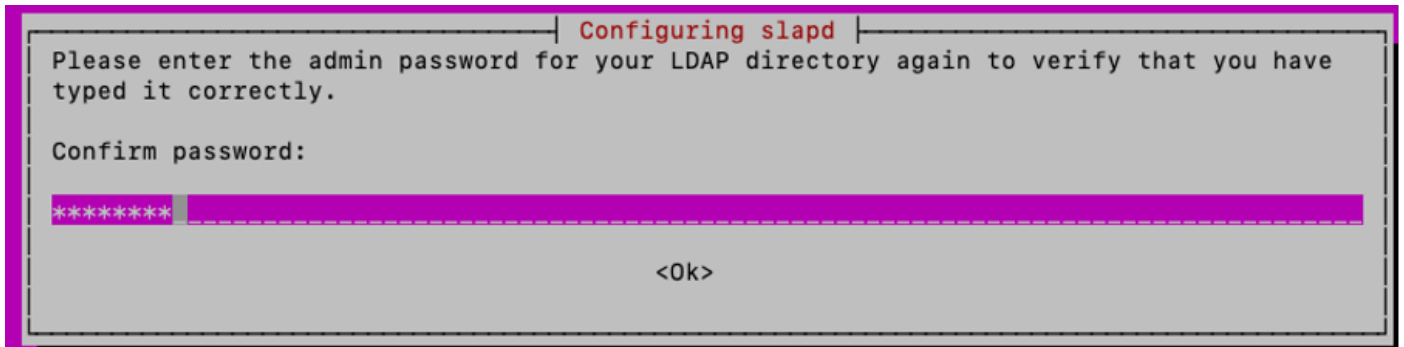 Configuring slapd
Please enter the admin password for your LDAP directory again to verify that you have
typed it correctly.
Confirm password:
********
<Ok>